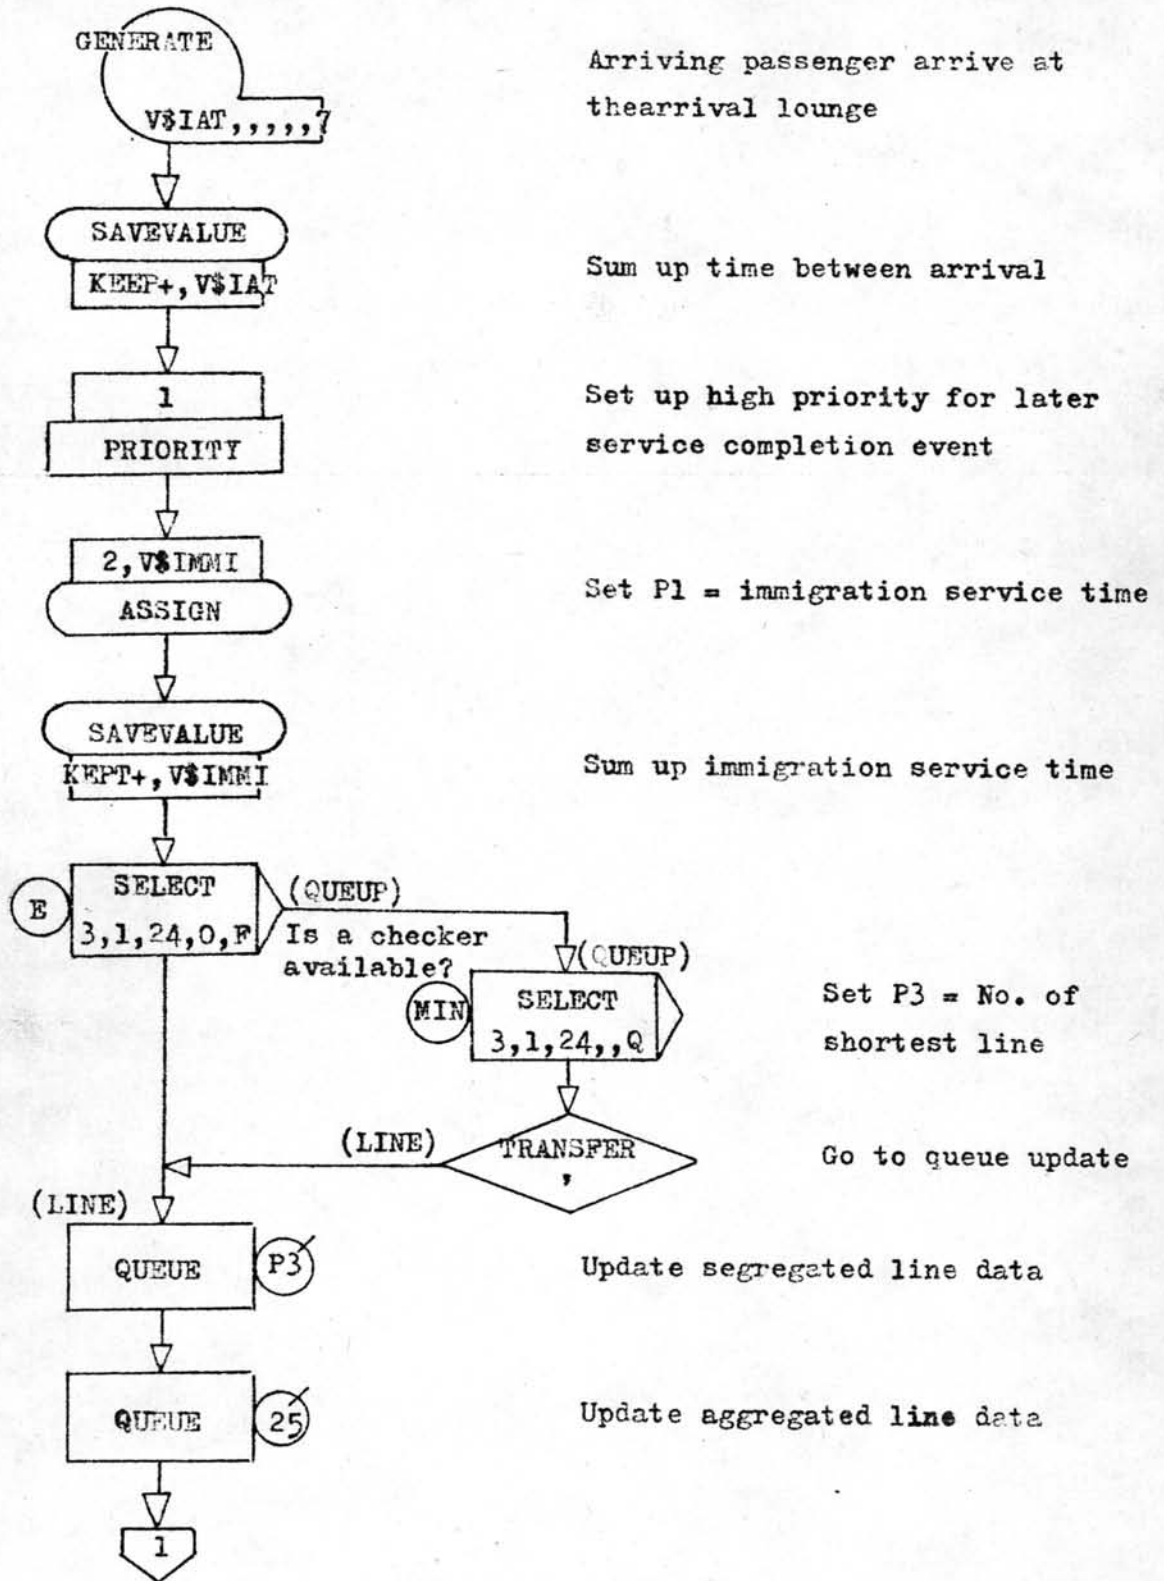 GENERATE
V$IAT,,,,,7
Arriving passenger arrive at
thearrival lounge
SAVEVALUE
KEEP+,V$IAT
Sum up time between arrival
1
PRIORITY
Set up high priority for later
service completion event
2,V$IMMI
ASSIGN
Set P1 = immigration service time
SAVEVALUE
KEPT+,V$IMMI
Sum up immigration service time
E
SELECT
3,1,24,0,F
(QUEUP)
Is a checker
available?
(QUEUP)
MIN
SELECT
3,1,24,,Q
Set P3 = No. of
shortest line
(LINE)
TRANSFER
,
Go to queue update
(LINE)
QUEUE
P3
Update segregated line data
QUEUE
25
Update aggregated line data
1